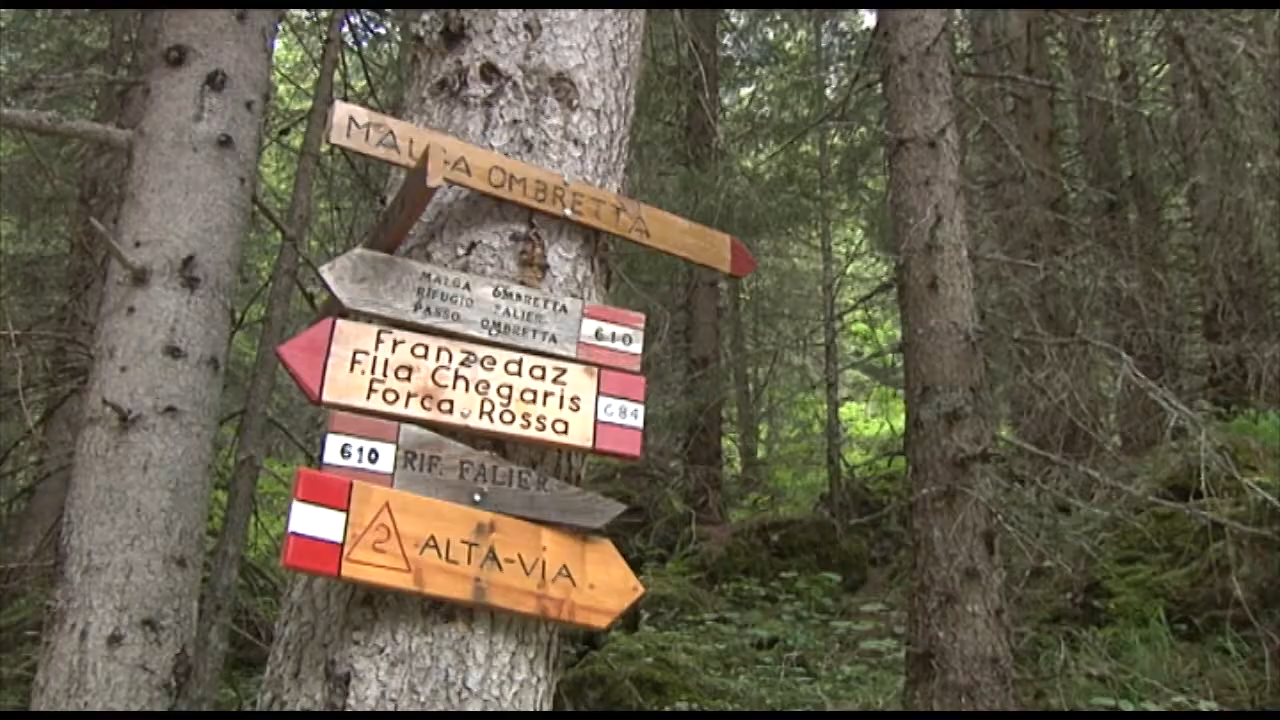 MALGA OMBRETTA
MALGA OMBRETTA
RIFUGIO FALIER
PASSO OMBRETTA
610
Franzedaz
F.lla Chegaris
Forca Rossa
684
610
RIF. FALIER
2
ALTA-VIA